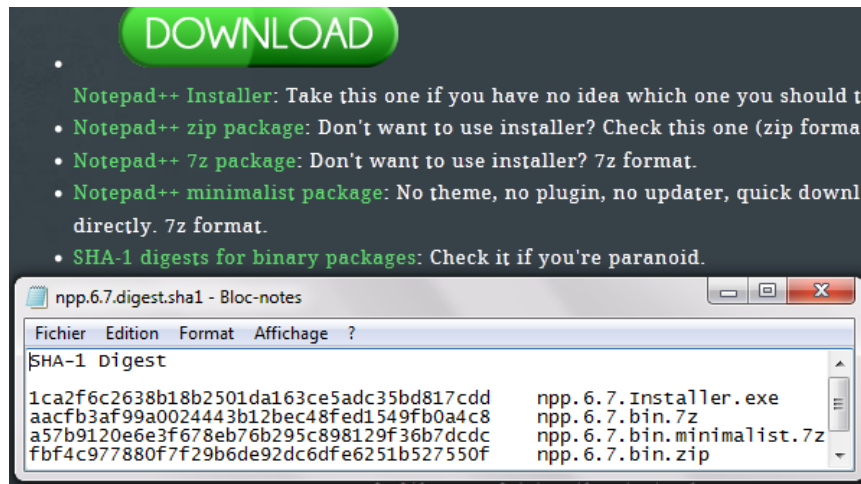 DOWNLOAD
Notepad++ Installer: Take this one if you have no idea which one you should t
Notepad++ zip package: Don't want to use installer? Check this one (zip forma
Notepad++ 7z package: Don't want to use installer? 7z format.
Notepad++ minimalist package: No theme, no plugin, no updater, quick downl
directly. 7z format.
SHA-1 digests for binary packages: Check it if you're paranoid.
npp.6.7.digest.sha1 - Bloc-notes
Fichier Edition Format Affichage ?
SHA-1 Digest
1ca2f6c2638b18b2501da163ce5adc35bd817cdd npp.6.7.Installer.exe
aacfb3af99a0024443b12bec48fed1549fb0a4c8 npp.6.7.bin.7z
a57b9120e6e3f678eb76b295c898129f36b7dcdc npp.6.7.bin.minimalist.7z
fbf4c977880f7f29b6de92dc6dfe6251b527550f npp.6.7.bin.zip